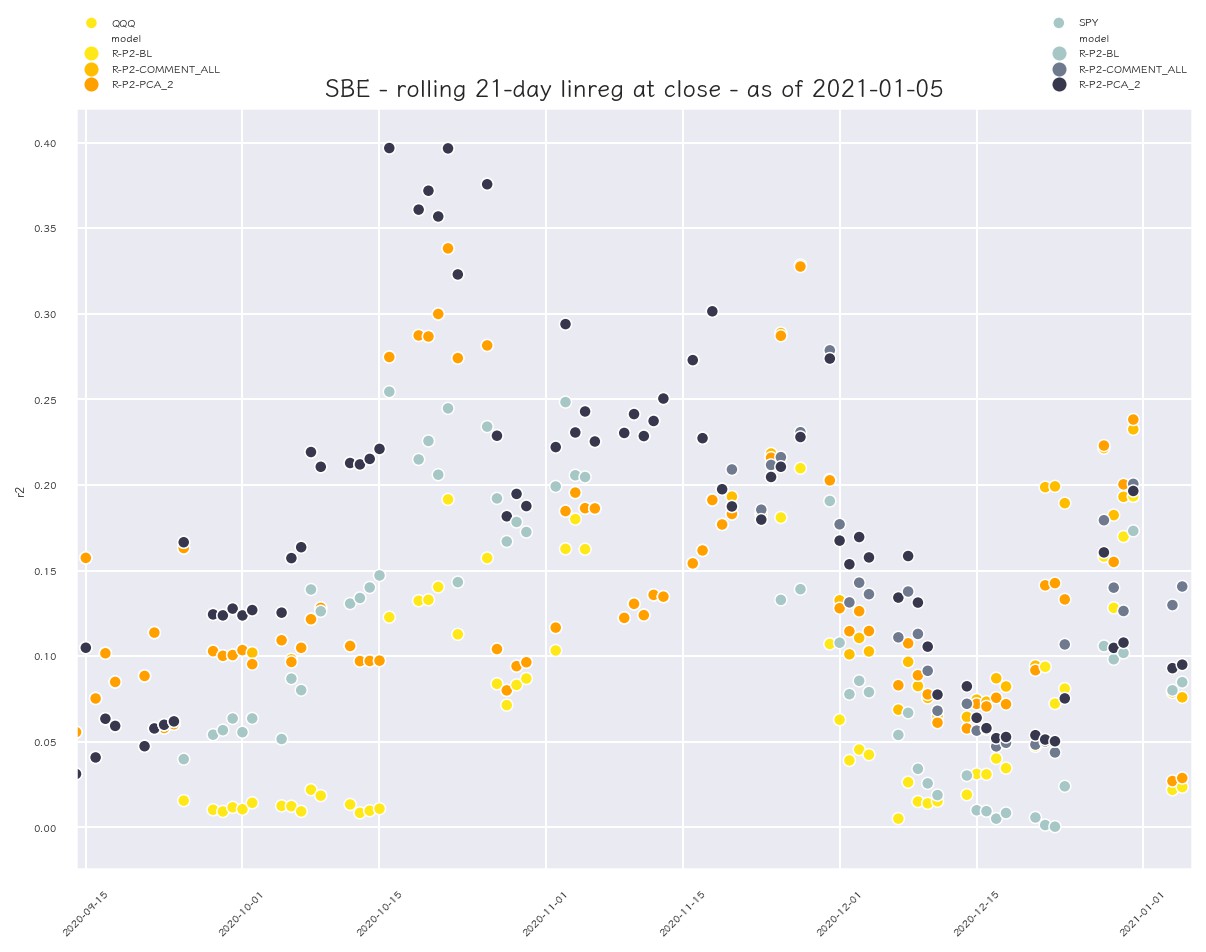 QQQ
model
R-P2-BL
R-P2-COMMENT_ALL
R-P2-PCA_2
SPY
model
R-P2-BL
R-P2-COMMENT_ALL
R-P2-PCA_2
SBE - rolling 21-day linreg at close - as of 2021-01-05
0.40
0.35
0.30
0.25
0.20
0.15
0.10
0.05
0.00
r2
2020-09-15
2020-10-01
2020-10-15
2020-11-01
2020-11-15
2020-12-01
2020-12-15
2021-01-01